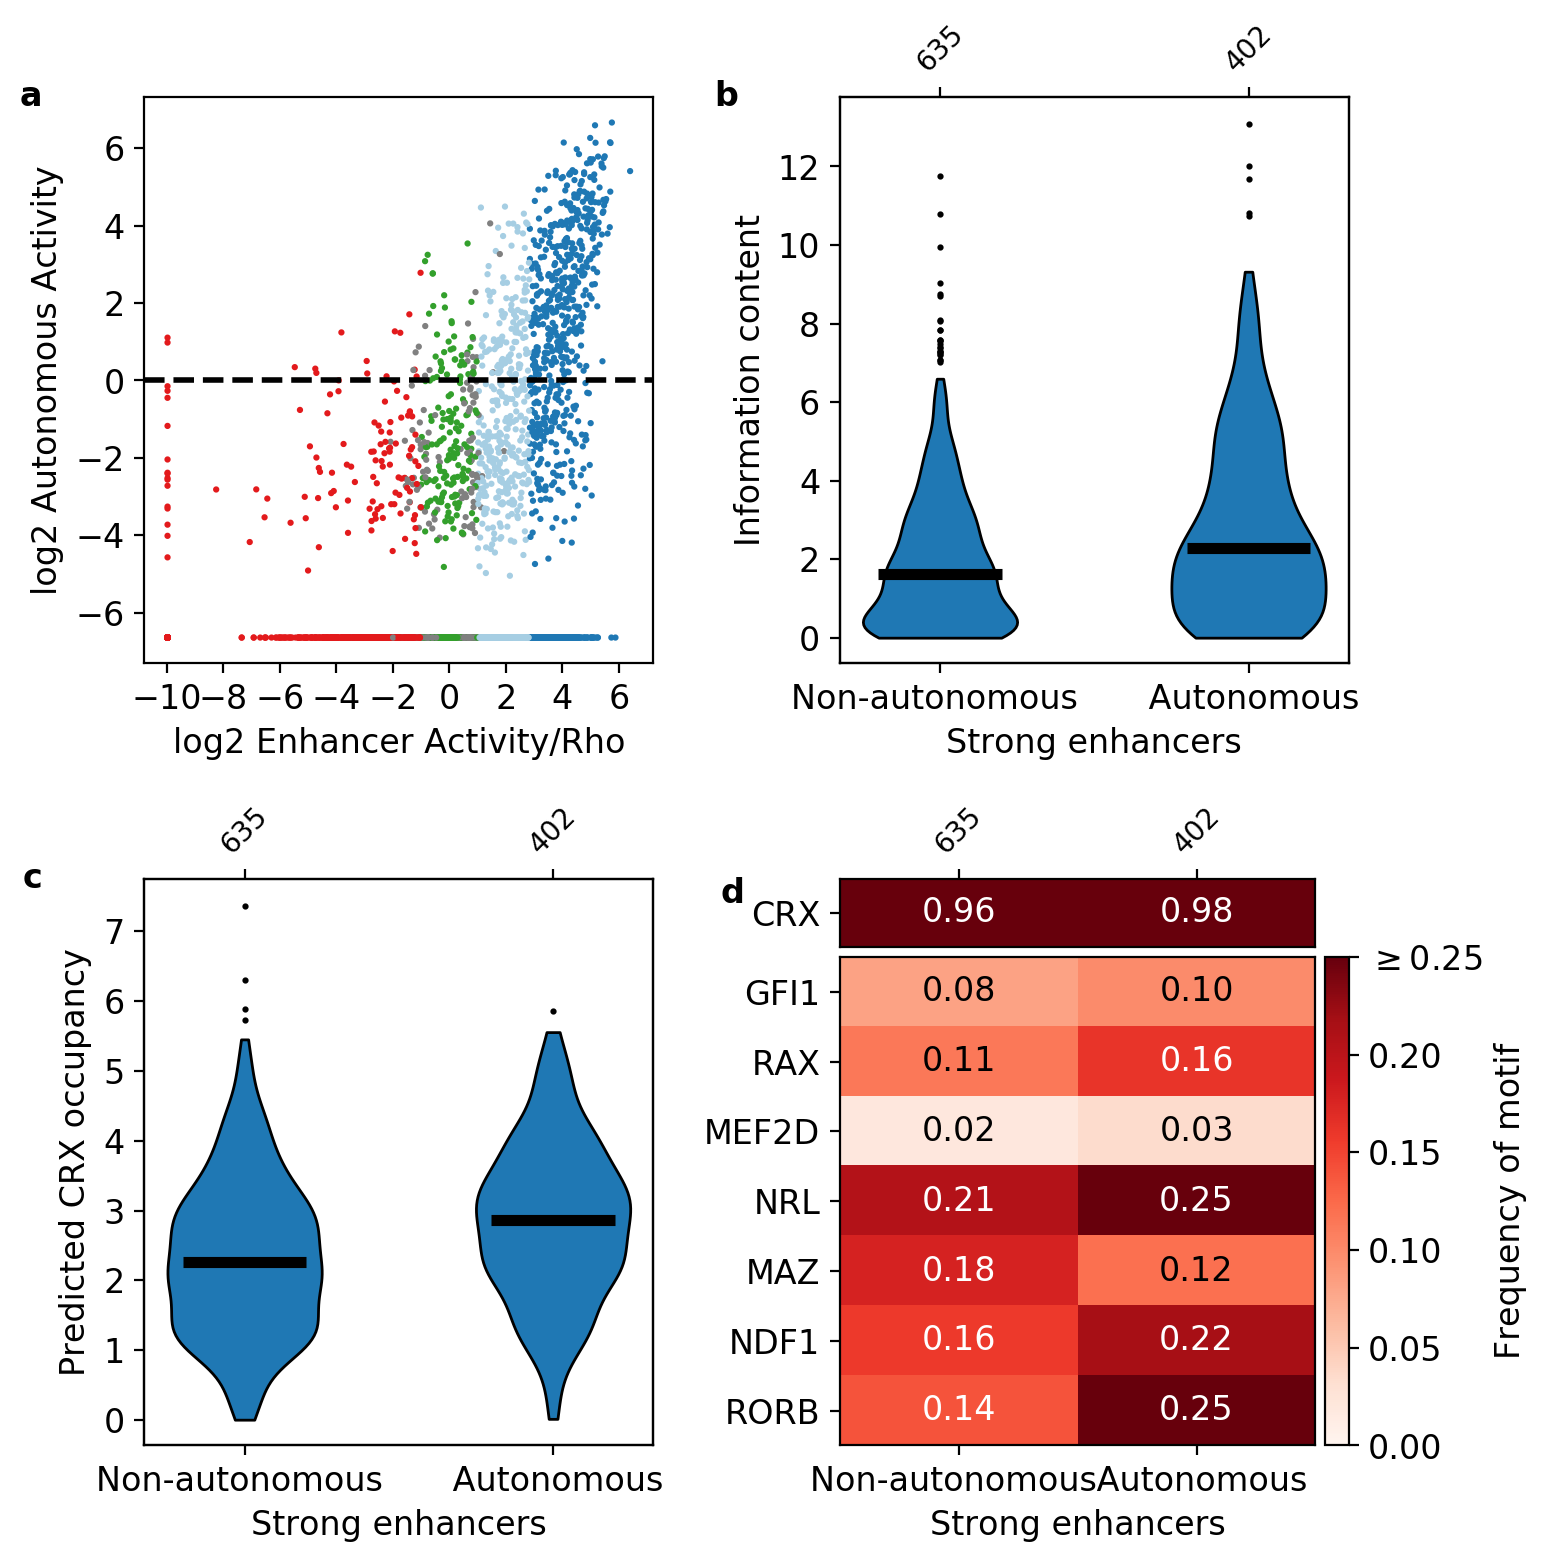 a
6
4
2
0
−2
−4
−6
log2 Autonomous Activity
−10 −8 −6 −4 −2 0 2 4 6
log2 Enhancer Activity/Rho
b
635 402
12
10
8
6
4
2
0
Information content
Non-autonomous Autonomous
Strong enhancers
c
635 402
7
6
5
4
3
2
1
0
Predicted CRX occupancy
Non-autonomous Autonomous
Strong enhancers
d
635 402
CRX 0.96 0.98
GFI1 0.08 0.10
RAX 0.11 0.16
MEF2D 0.02 0.03
NRL 0.21 0.25
MAZ 0.18 0.12
NDF1 0.16 0.22
RORB 0.14 0.25
Non-autonomous Autonomous
Strong enhancers
≥0.25
0.20
0.15
0.10
0.05
0.00
Frequency of motif